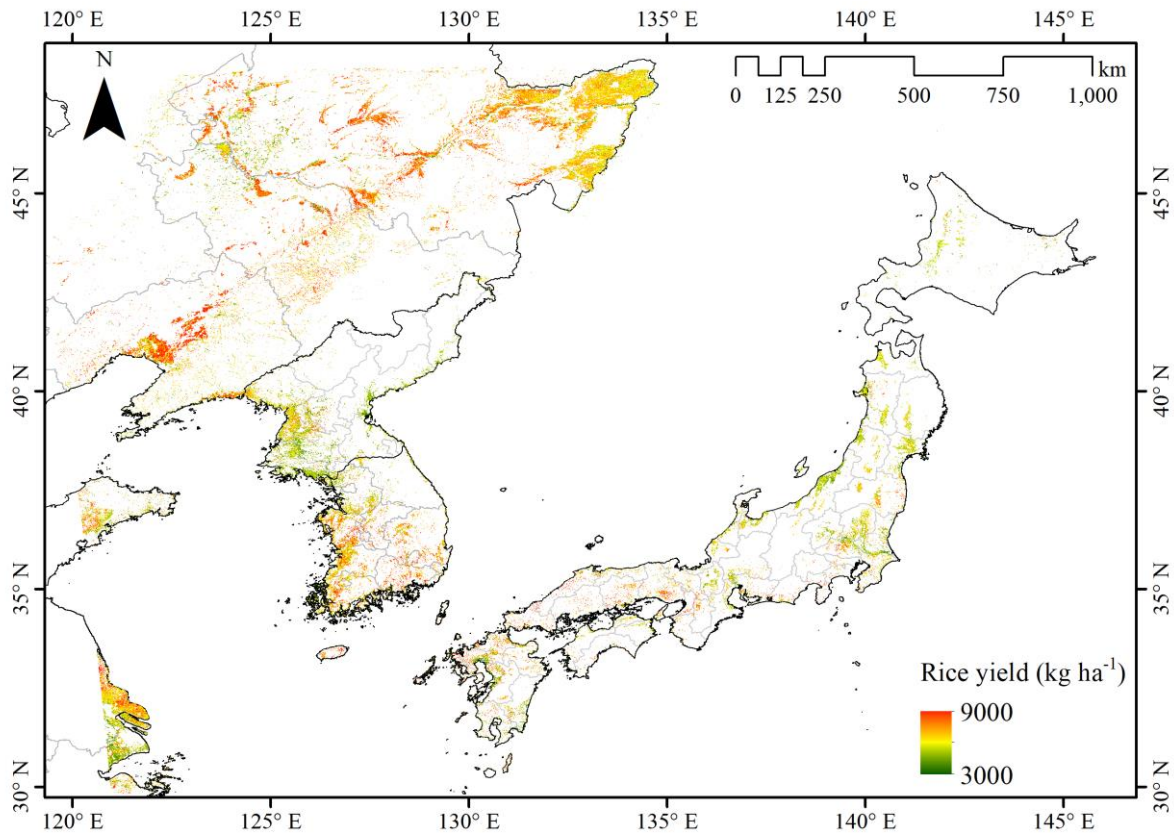 120° E 125° E 130° E 135° E 140° E 145° E
N
km
0 125 250 500 750 1,000
45° N 45° N
40° N 40° N
35° N 35° N
Rice yield (kg ha⁻¹)
9000
3000
30° N 30° N
120° E 125° E 130° E 135° E 140° E 145° E